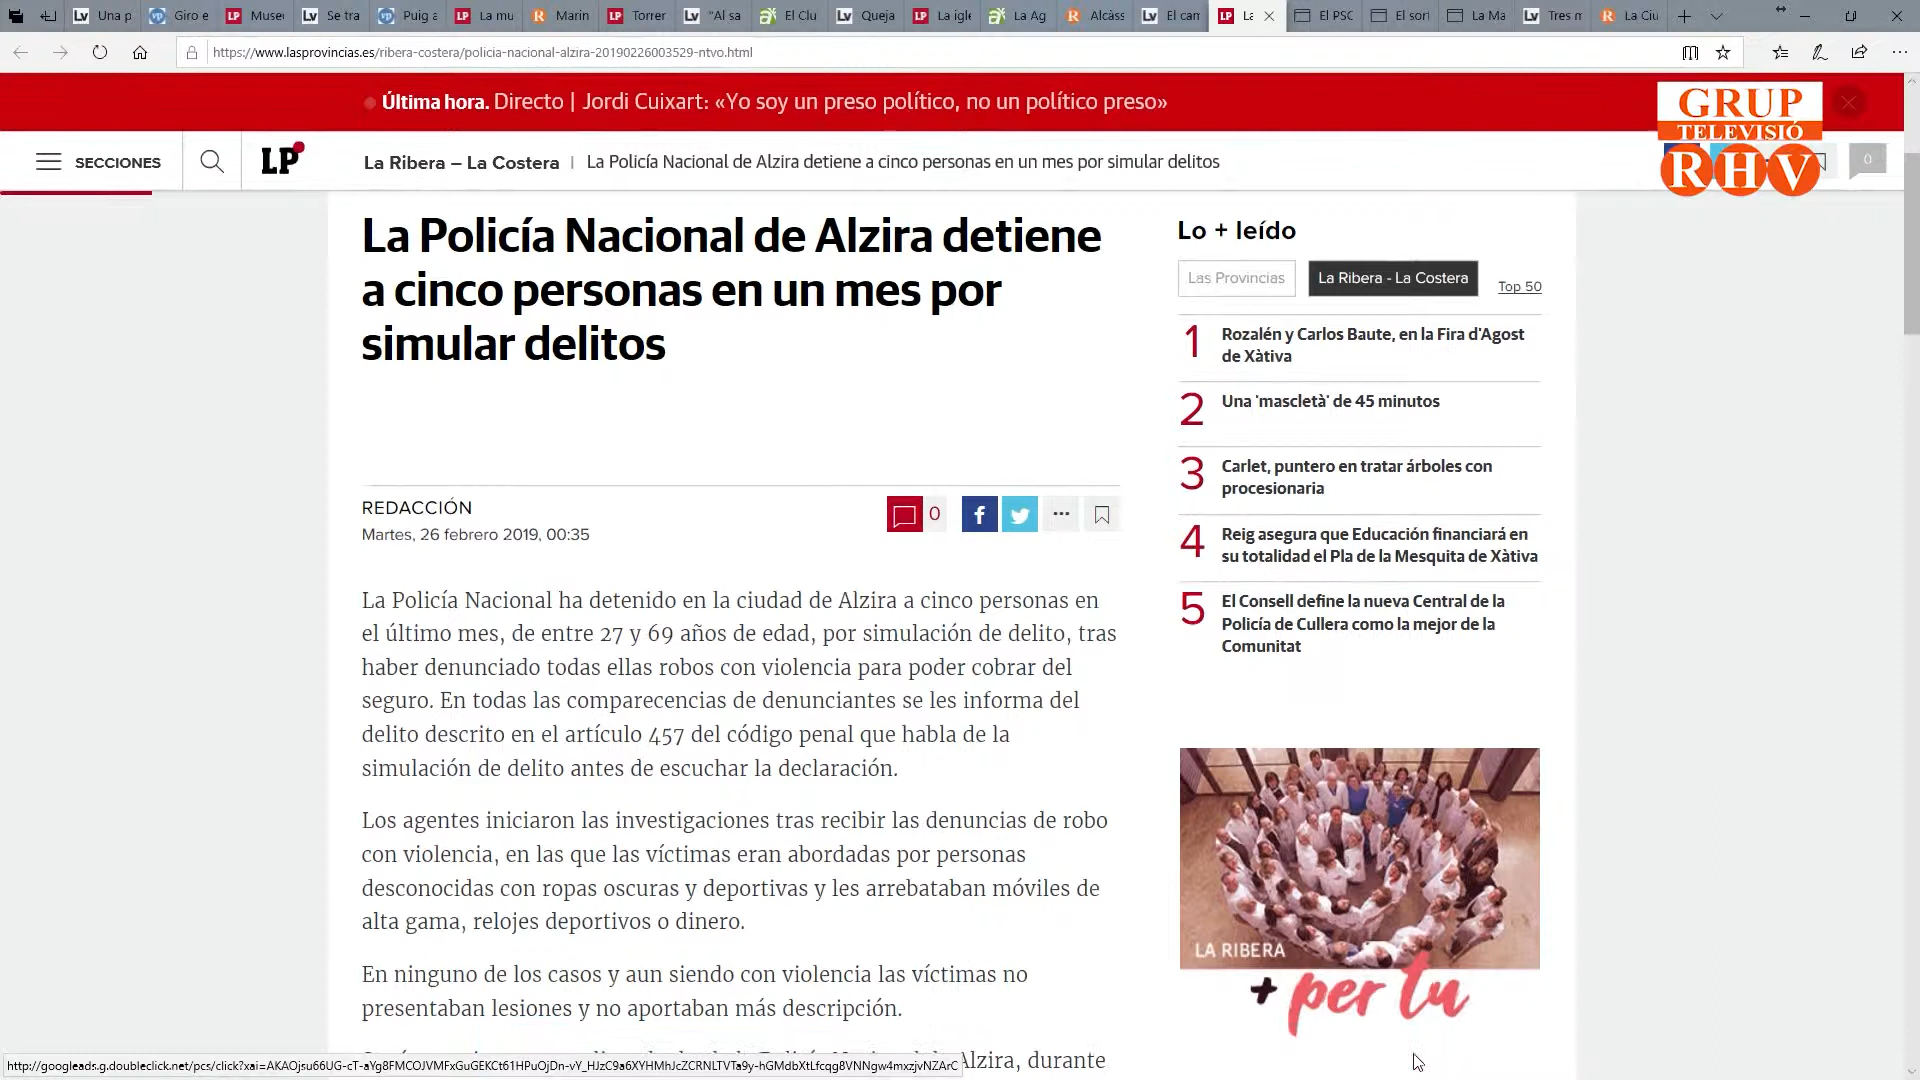 Una p
Giro e
Muse
Se tra
Puig a
La mu
Marin
Torrer
"Al sa
El Clu
Queja
La igle
La Ag
Alcàss
El cam
La
El PSC
El sort
La Ma
Tres m
La Ciu
https://www.lasprovincias.es/ribera-costera/policia-nacional-alzira-20190226003529-ntvo.html
Última hora. Directo | Jordi Cuixart: «Yo soy un preso político, no un político preso»
GRUP
TELEVISIÓ
RHV
SECCIONES
LP
La Ribera – La Costera | La Policía Nacional de Alzira detiene a cinco personas en un mes por simular delitos
0
La Policía Nacional de Alzira detiene
a cinco personas en un mes por
simular delitos
REDACCIÓN
Martes, 26 febrero 2019, 00:35
0
La Policía Nacional ha detenido en la ciudad de Alzira a cinco personas en
el último mes, de entre 27 y 69 años de edad, por simulación de delito, tras
haber denunciado todas ellas robos con violencia para poder cobrar del
seguro. En todas las comparecencias de denunciantes se les informa del
delito descrito en el artículo 457 del código penal que habla de la
simulación de delito antes de escuchar la declaración.
Los agentes iniciaron las investigaciones tras recibir las denuncias de robo
con violencia, en las que las víctimas eran abordadas por personas
desconocidas con ropas oscuras y deportivas y les arrebataban móviles de
alta gama, relojes deportivos o dinero.
En ninguno de los casos y aun siendo con violencia las víctimas no
presentaban lesiones y no aportaban más descripción.
Alzira, durante
Lo + leído
Las Provincias
La Ribera - La Costera
Top 50
1 Rozalén y Carlos Baute, en la Fira d'Agost
de Xàtiva
2 Una 'mascletà' de 45 minutos
3 Carlet, puntero en tratar árboles con
procesionaria
4 Reig asegura que Educación financiará en
su totalidad el Pla de la Mesquita de Xàtiva
5 El Consell define la nueva Central de la
Policía de Cullera como la mejor de la
Comunitat
LA RIBERA
+ per tu